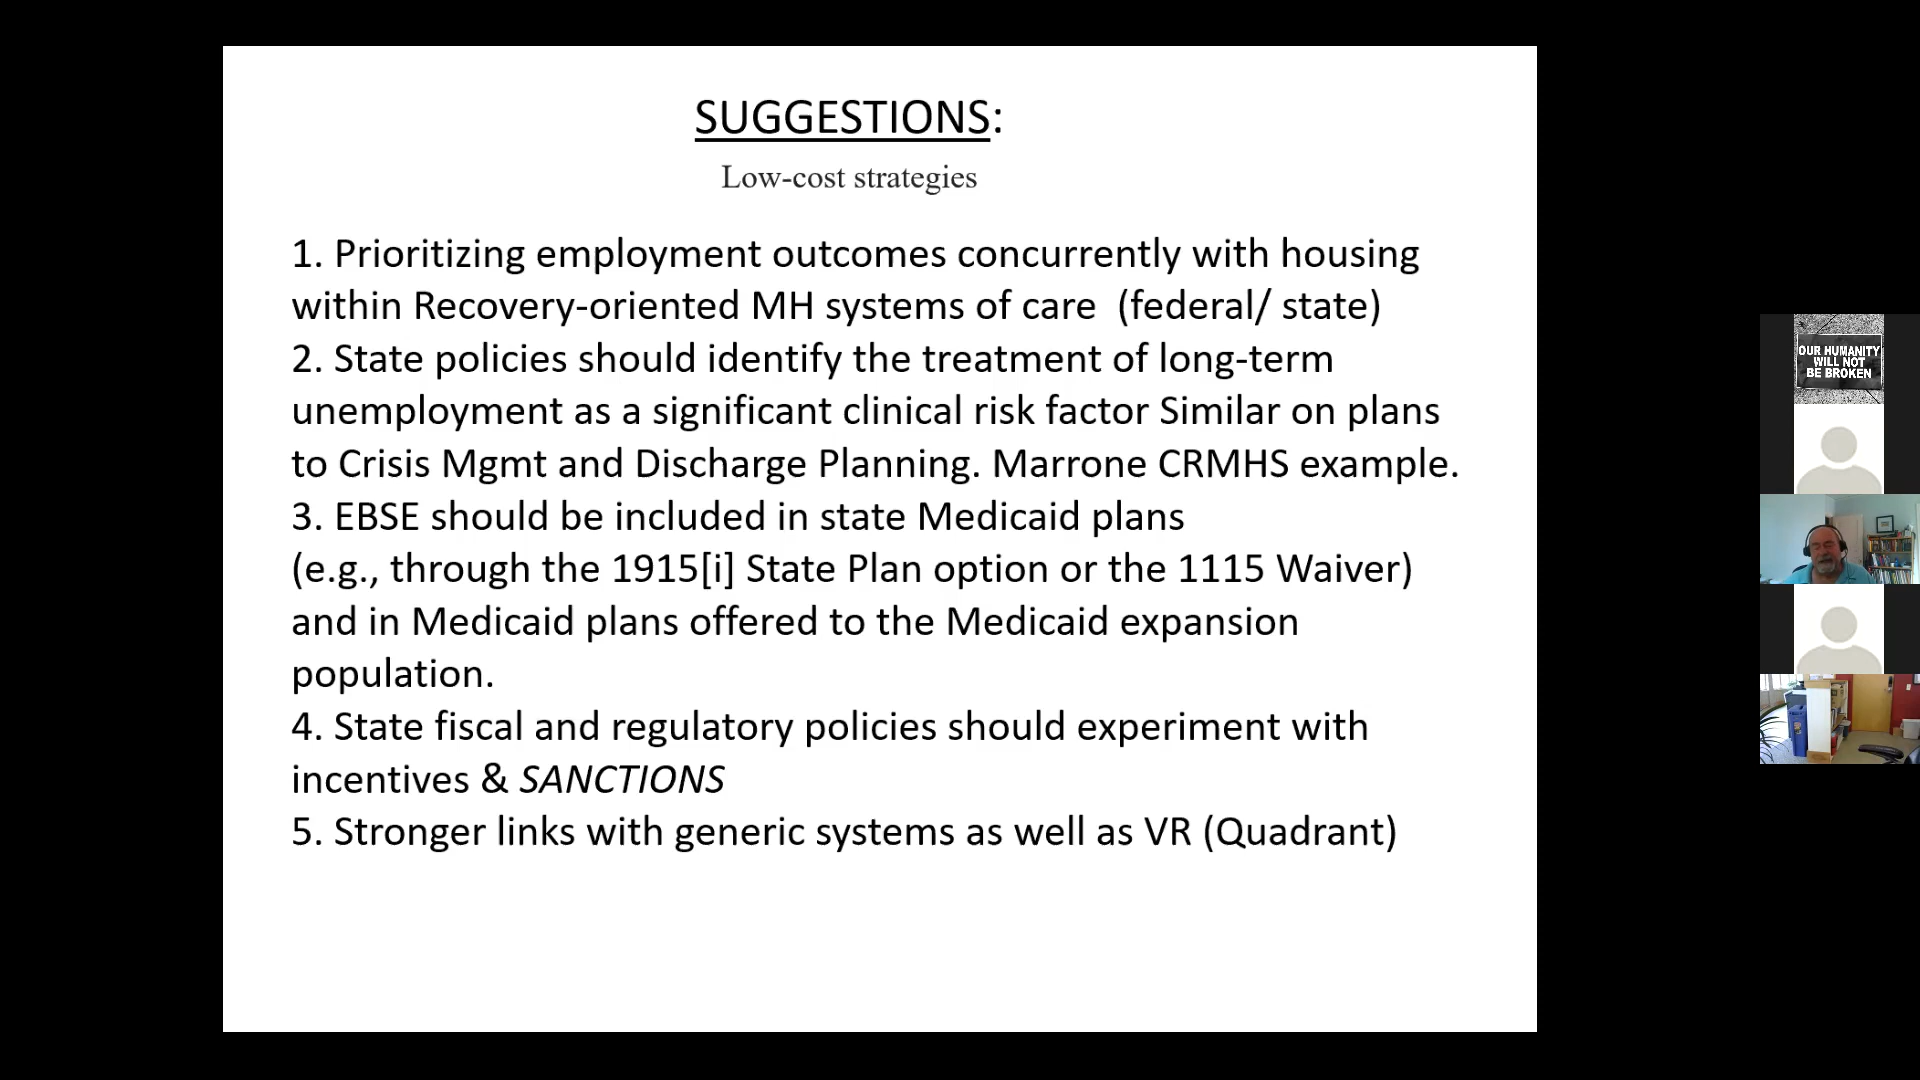 SUGGESTIONS:
Low-cost strategies
1. Prioritizing employment outcomes concurrently with housing
within Recovery-oriented MH systems of care  (federal/ state)
2. State policies should identify the treatment of long-term
unemployment as a significant clinical risk factor Similar on plans
to Crisis Mgmt and Discharge Planning. Marrone CRMHS example.
3. EBSE should be included in state Medicaid plans
(e.g., through the 1915[i] State Plan option or the 1115 Waiver)
and in Medicaid plans offered to the Medicaid expansion
population.
4. State fiscal and regulatory policies should experiment with
incentives & SANCTIONS
5. Stronger links with generic systems as well as VR (Quadrant)
OUR HUMANITY
WILL NOT
BE BROKEN